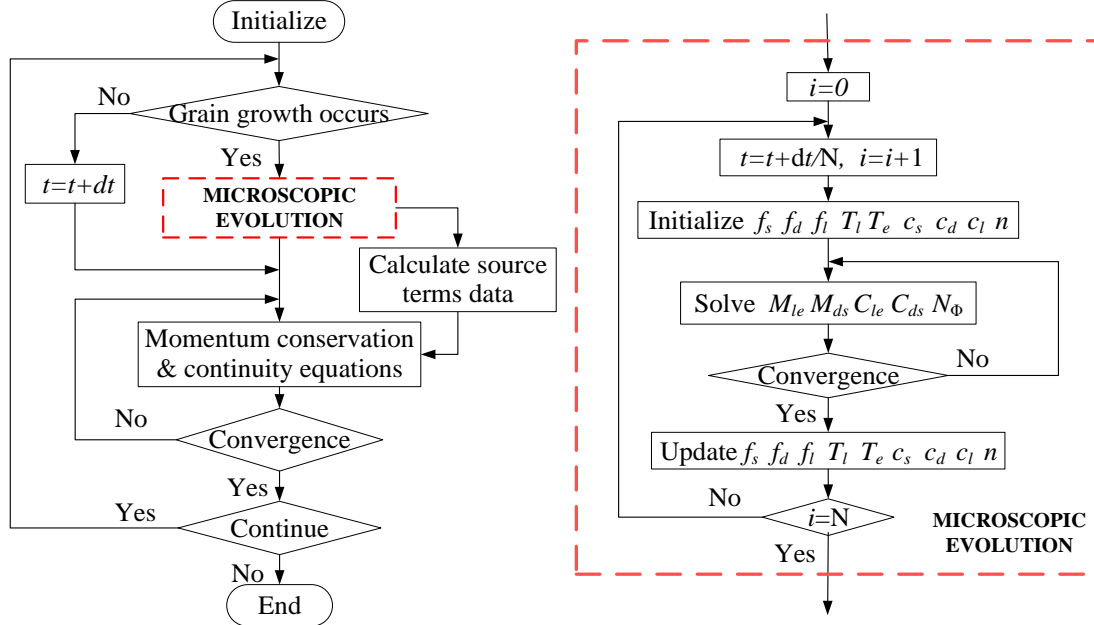 Initialize
No
Grain growth occurs
Yes
t=t+dt
MICROSCOPIC
EVOLUTION
Calculate source
terms data
Momentum conservation
& continuity equations
No
Convergence
Yes
Yes
Continue
No
End
i=0
t=t+dt/N, i=i+1
Initialize f_s f_d f_l T_l T_e c_s c_d c_l n
Solve M_le M_ds C_le C_ds N_Φ
No
Convergence
Yes
Update f_s f_d f_l T_l T_e c_s c_d c_l n
No
i=N
MICROSCOPIC
EVOLUTION
Yes